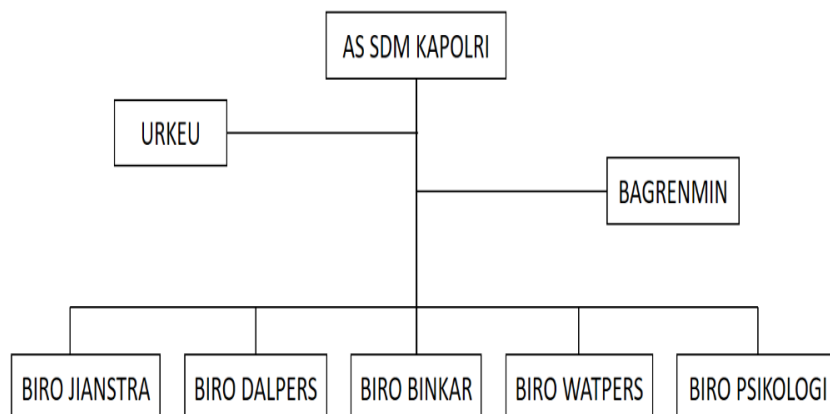 AS SDM KAPOLRI
URKEU
BAGRENMIN
BIRO JIANSTRA
BIRO DALPERS
BIRO BINKAR
BIRO WATPERS
BIRO PSIKOLOGI